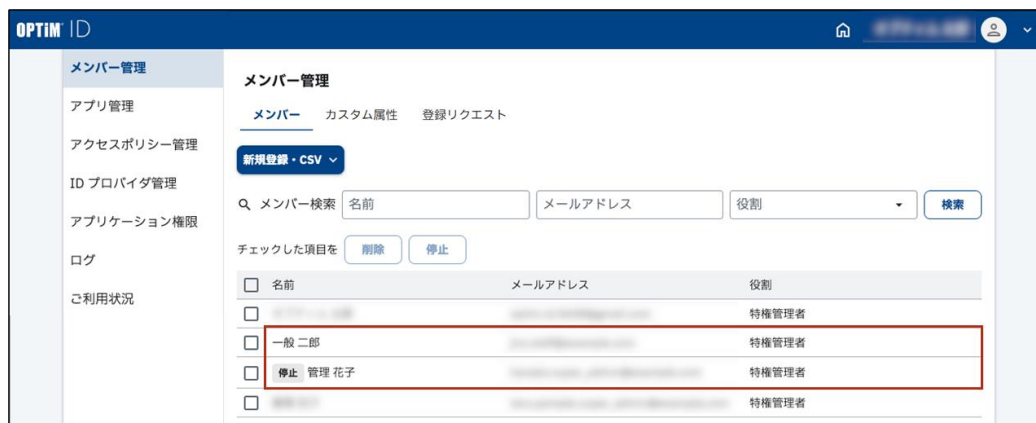 OPTiM ID
メンバー管理
アプリ管理
アクセスポリシー管理
ID プロバイダ管理
アプリケーション権限
ログ
ご利用状況
メンバー管理
メンバー カスタム属性 登録リクエスト
新規登録・CSV
メンバー検索 名前 メールアドレス 役割 検索
チェックした項目を 削除 停止
名前 メールアドレス 役割
特権管理者
一般 二郎 特権管理者
停止 管理 花子 特権管理者
特権管理者